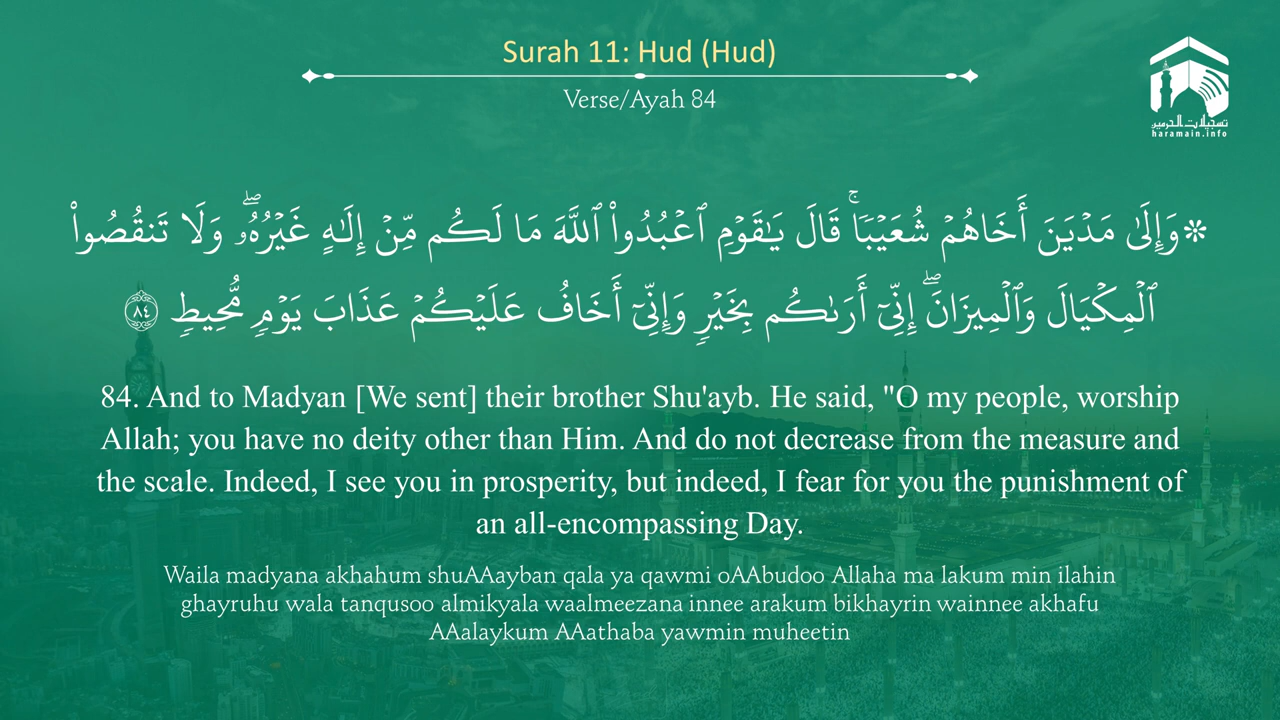 Surah 11: Hud (Hud)
Verse/Ayah 84
تسجيلات الحرمين
haramain.info
۞وَإِلَىٰ مَدۡيَنَ أَخَاهُمۡ شُعَيۡبٗاۚ قَالَ يَٰقَوۡمِ ٱعۡبُدُواْ ٱللَّهَ مَا لَكُم مِّنۡ إِلَٰهٍ غَيۡرُهُۥۖ وَلَا تَنقُصُواْ
ٱلۡمِكۡيَالَ وَٱلۡمِيزَانَۖ إِنِّيٓ أَرَىٰكُم بِخَيۡرٖ وَإِنِّيٓ أَخَافُ عَلَيۡكُمۡ عَذَابَ يَوۡمٖ مُّحِيطٖ ٨٤
84. And to Madyan [We sent] their brother Shu'ayb. He said, "O my people, worship
Allah; you have no deity other than Him. And do not decrease from the measure and
the scale. Indeed, I see you in prosperity, but indeed, I fear for you the punishment of
an all-encompassing Day.
Waila madyana akhahum shuAAayban qala ya qawmi oAAbudoo Allaha ma lakum min ilahin
ghayruhu wala tanqusoo almikyala waalmeezana innee arakum bikhayrin wainnee akhafu
AAalaykum AAathaba yawmin muheetin